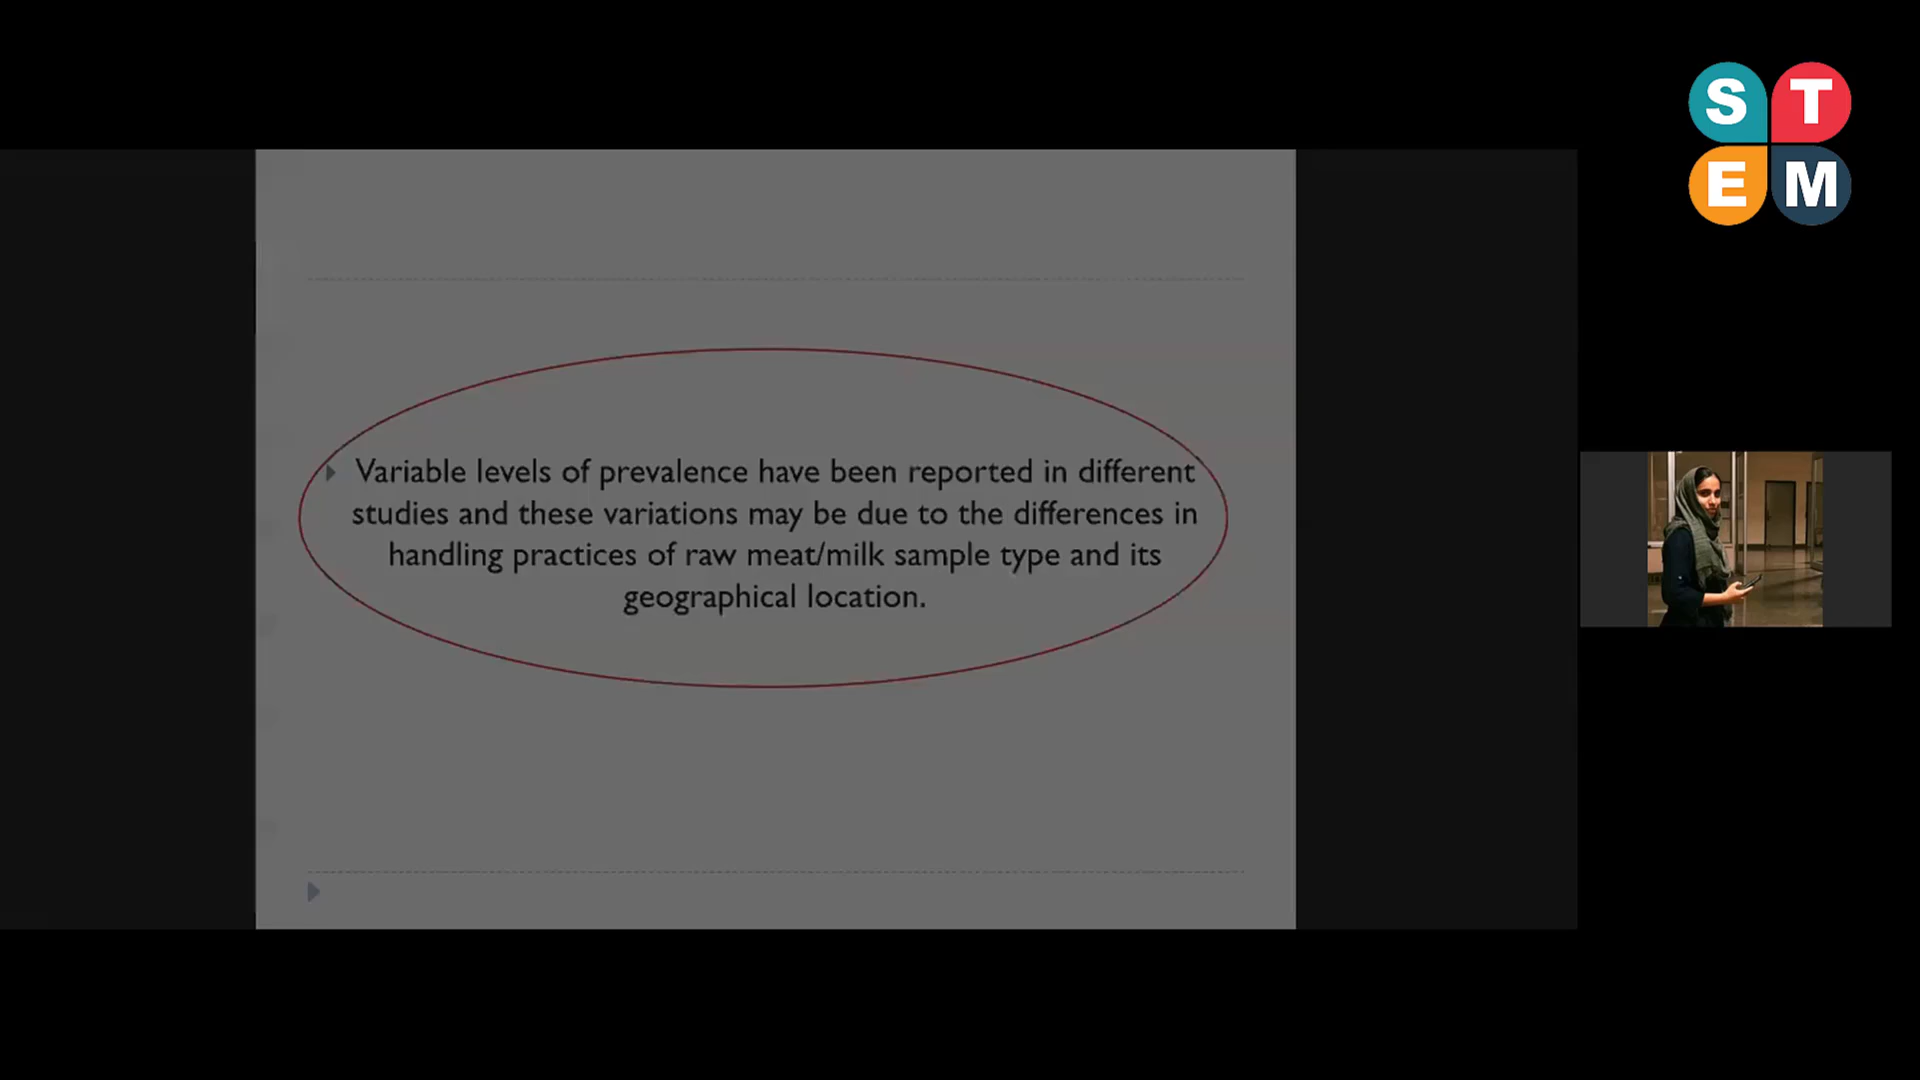 S T
E M
Variable levels of prevalence have been reported in different
studies and these variations may be due to the differences in
handling practices of raw meat/milk sample type and its
geographical location.